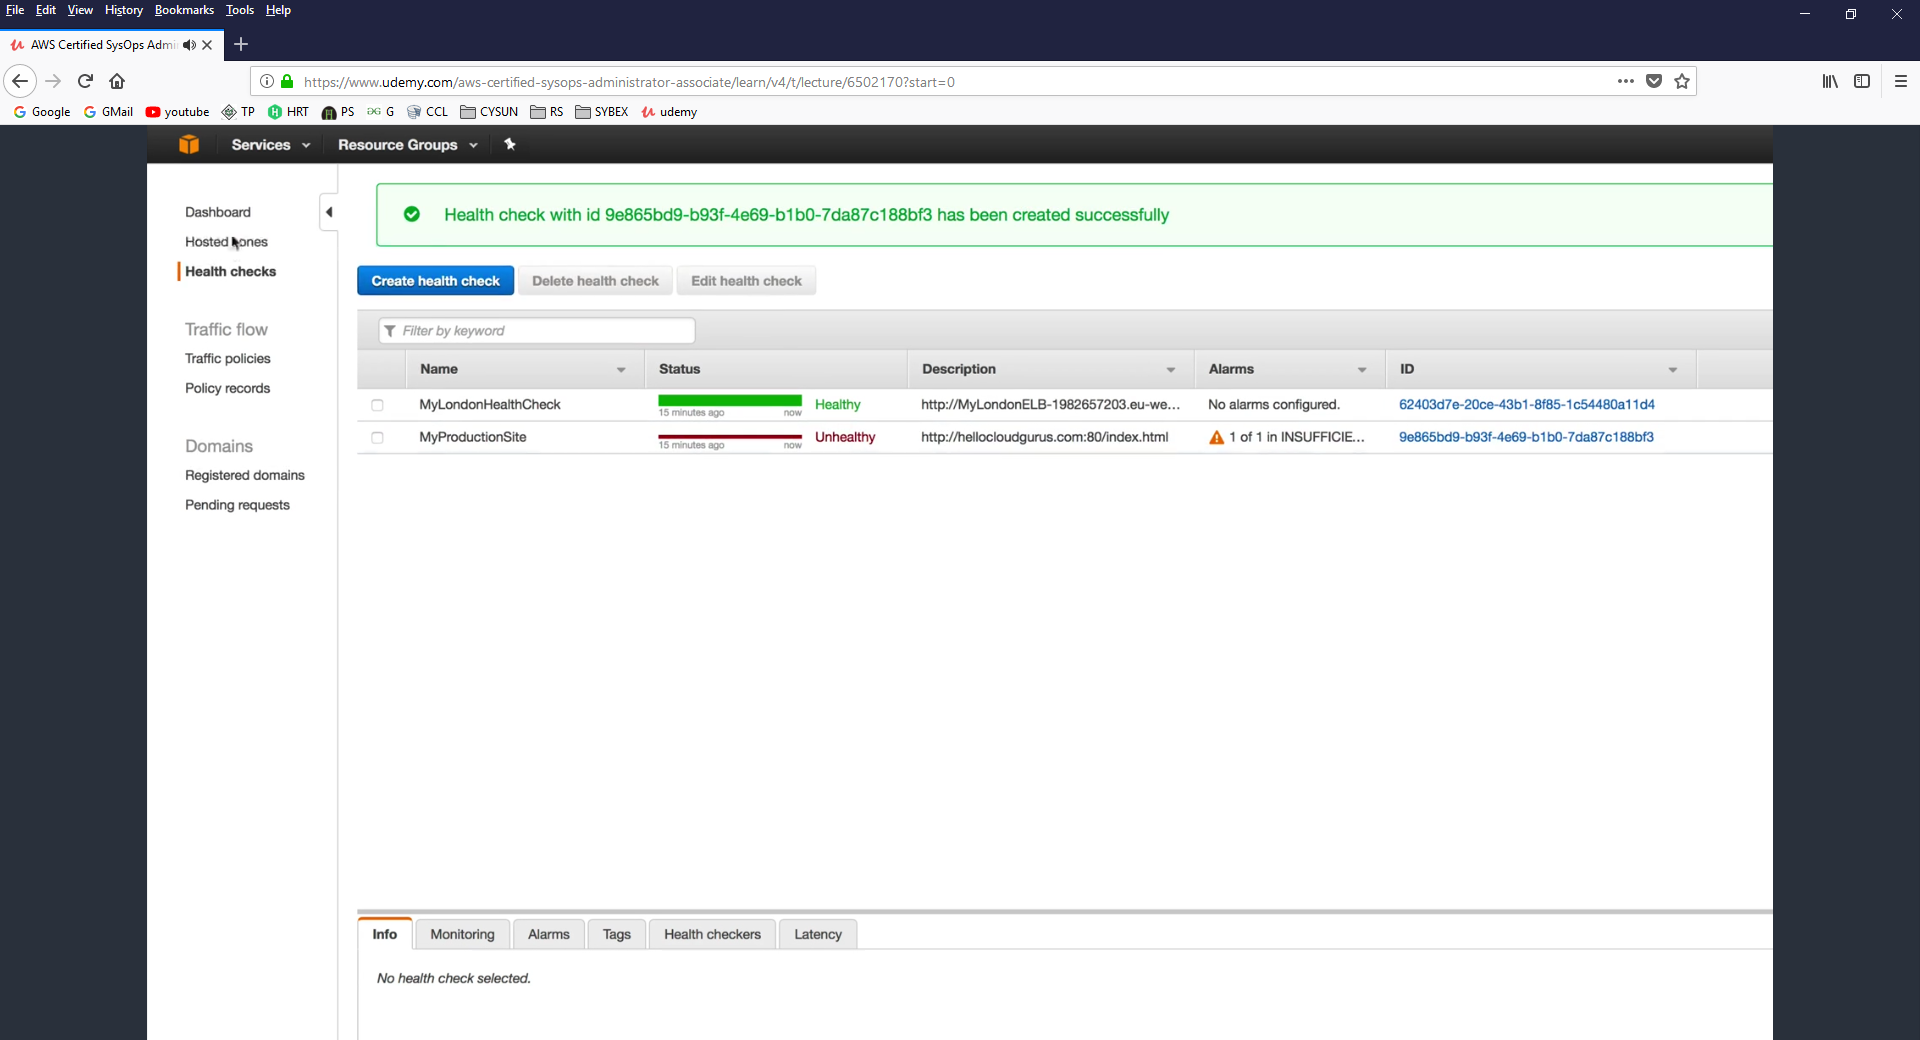 File Edit View History Bookmarks Tools Help
AWS Certified SysOps Admi
https://www.udemy.com/aws-certified-sysops-administrator-associate/learn/v4/t/lecture/6502170?start=0
Google GMail youtube TP HRT PS G CCL CYSUN RS SYBEX udemy
Services Resource Groups
Dashboard
Hosted zones
Health checks
Traffic flow
Traffic policies
Policy records
Domains
Registered domains
Pending requests
Health check with id 9e865bd9-b93f-4e69-b1b0-7da87c188bf3 has been created successfully
Create health check Delete health check Edit health check
Filter by keyword
Name Status Description Alarms ID
MyLondonHealthCheck 15 minutes ago now Healthy http://MyLondonELB-1982657203.eu-we... No alarms configured. 62403d7e-20ce-43b1-8f85-1c54480a11d4
MyProductionSite 15 minutes ago now Unhealthy http://hellocloudgurus.com:80/index.html 1 of 1 in INSUFFICIE... 9e865bd9-b93f-4e69-b1b0-7da87c188bf3
Info Monitoring Alarms Tags Health checkers Latency
No health check selected.